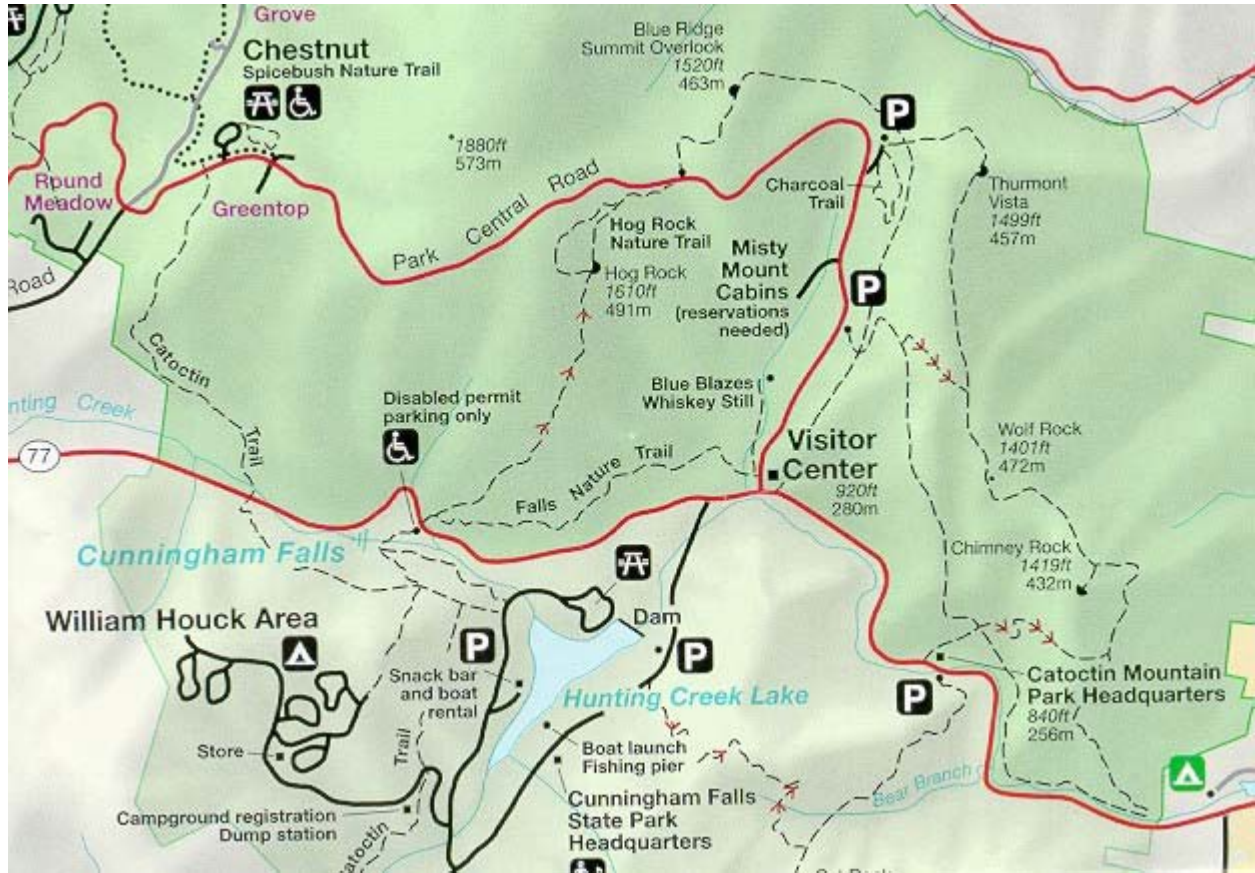 Grove
Chestnut
Spicebush Nature Trail
Blue Ridge
Summit Overlook
1520ft
463m
P
1880ft
573m
Round
Meadow
Greentop
Park Central Road
Charcoal
Trail
Thurmont
Vista
1499ft
457m
Hog Rock
Nature Trail
Hog Rock
1610ft
491m
Misty
Mount
Cabins
(reservations
needed)
P
Road
Catoctin
Trail
Blue Blazes
Whiskey Still
Disabled permit
parking only
nting Creek
77
Wolf Rock
1401ft
472m
Visitor
Center
920ft
280m
Falls Nature Trail
Cunningham Falls
Chimney Rock
1419ft
432m
William Houck Area
Dam
P
P
Snack bar
and boat
rental
Hunting Creek Lake
P
Catoctin Mountain
Park Headquarters
840ft
256m
Store
Trail
Boat launch
Fishing pier
Bear Branch
Campground registration
Dump station
Cunningham Falls
State Park
Headquarters
atoctin